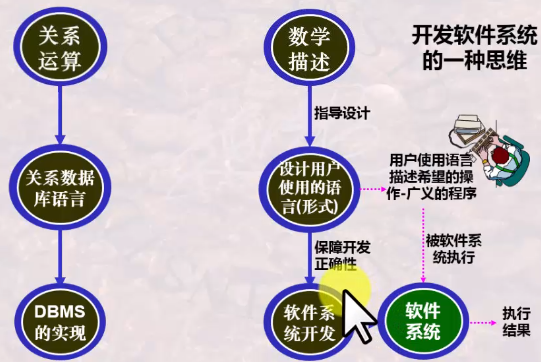 关系
运算
数学
描述
开发软件系统
的一种思维
指导设计
关系数据
库语言
设计用户
使用的语
言(形式)
用户使用语言
描述希望的操
作-广义的程序
保障开发
正确性
被软件系
统执行
DBMS
的实现
软件系
统开发
软件
系统
执行
结果